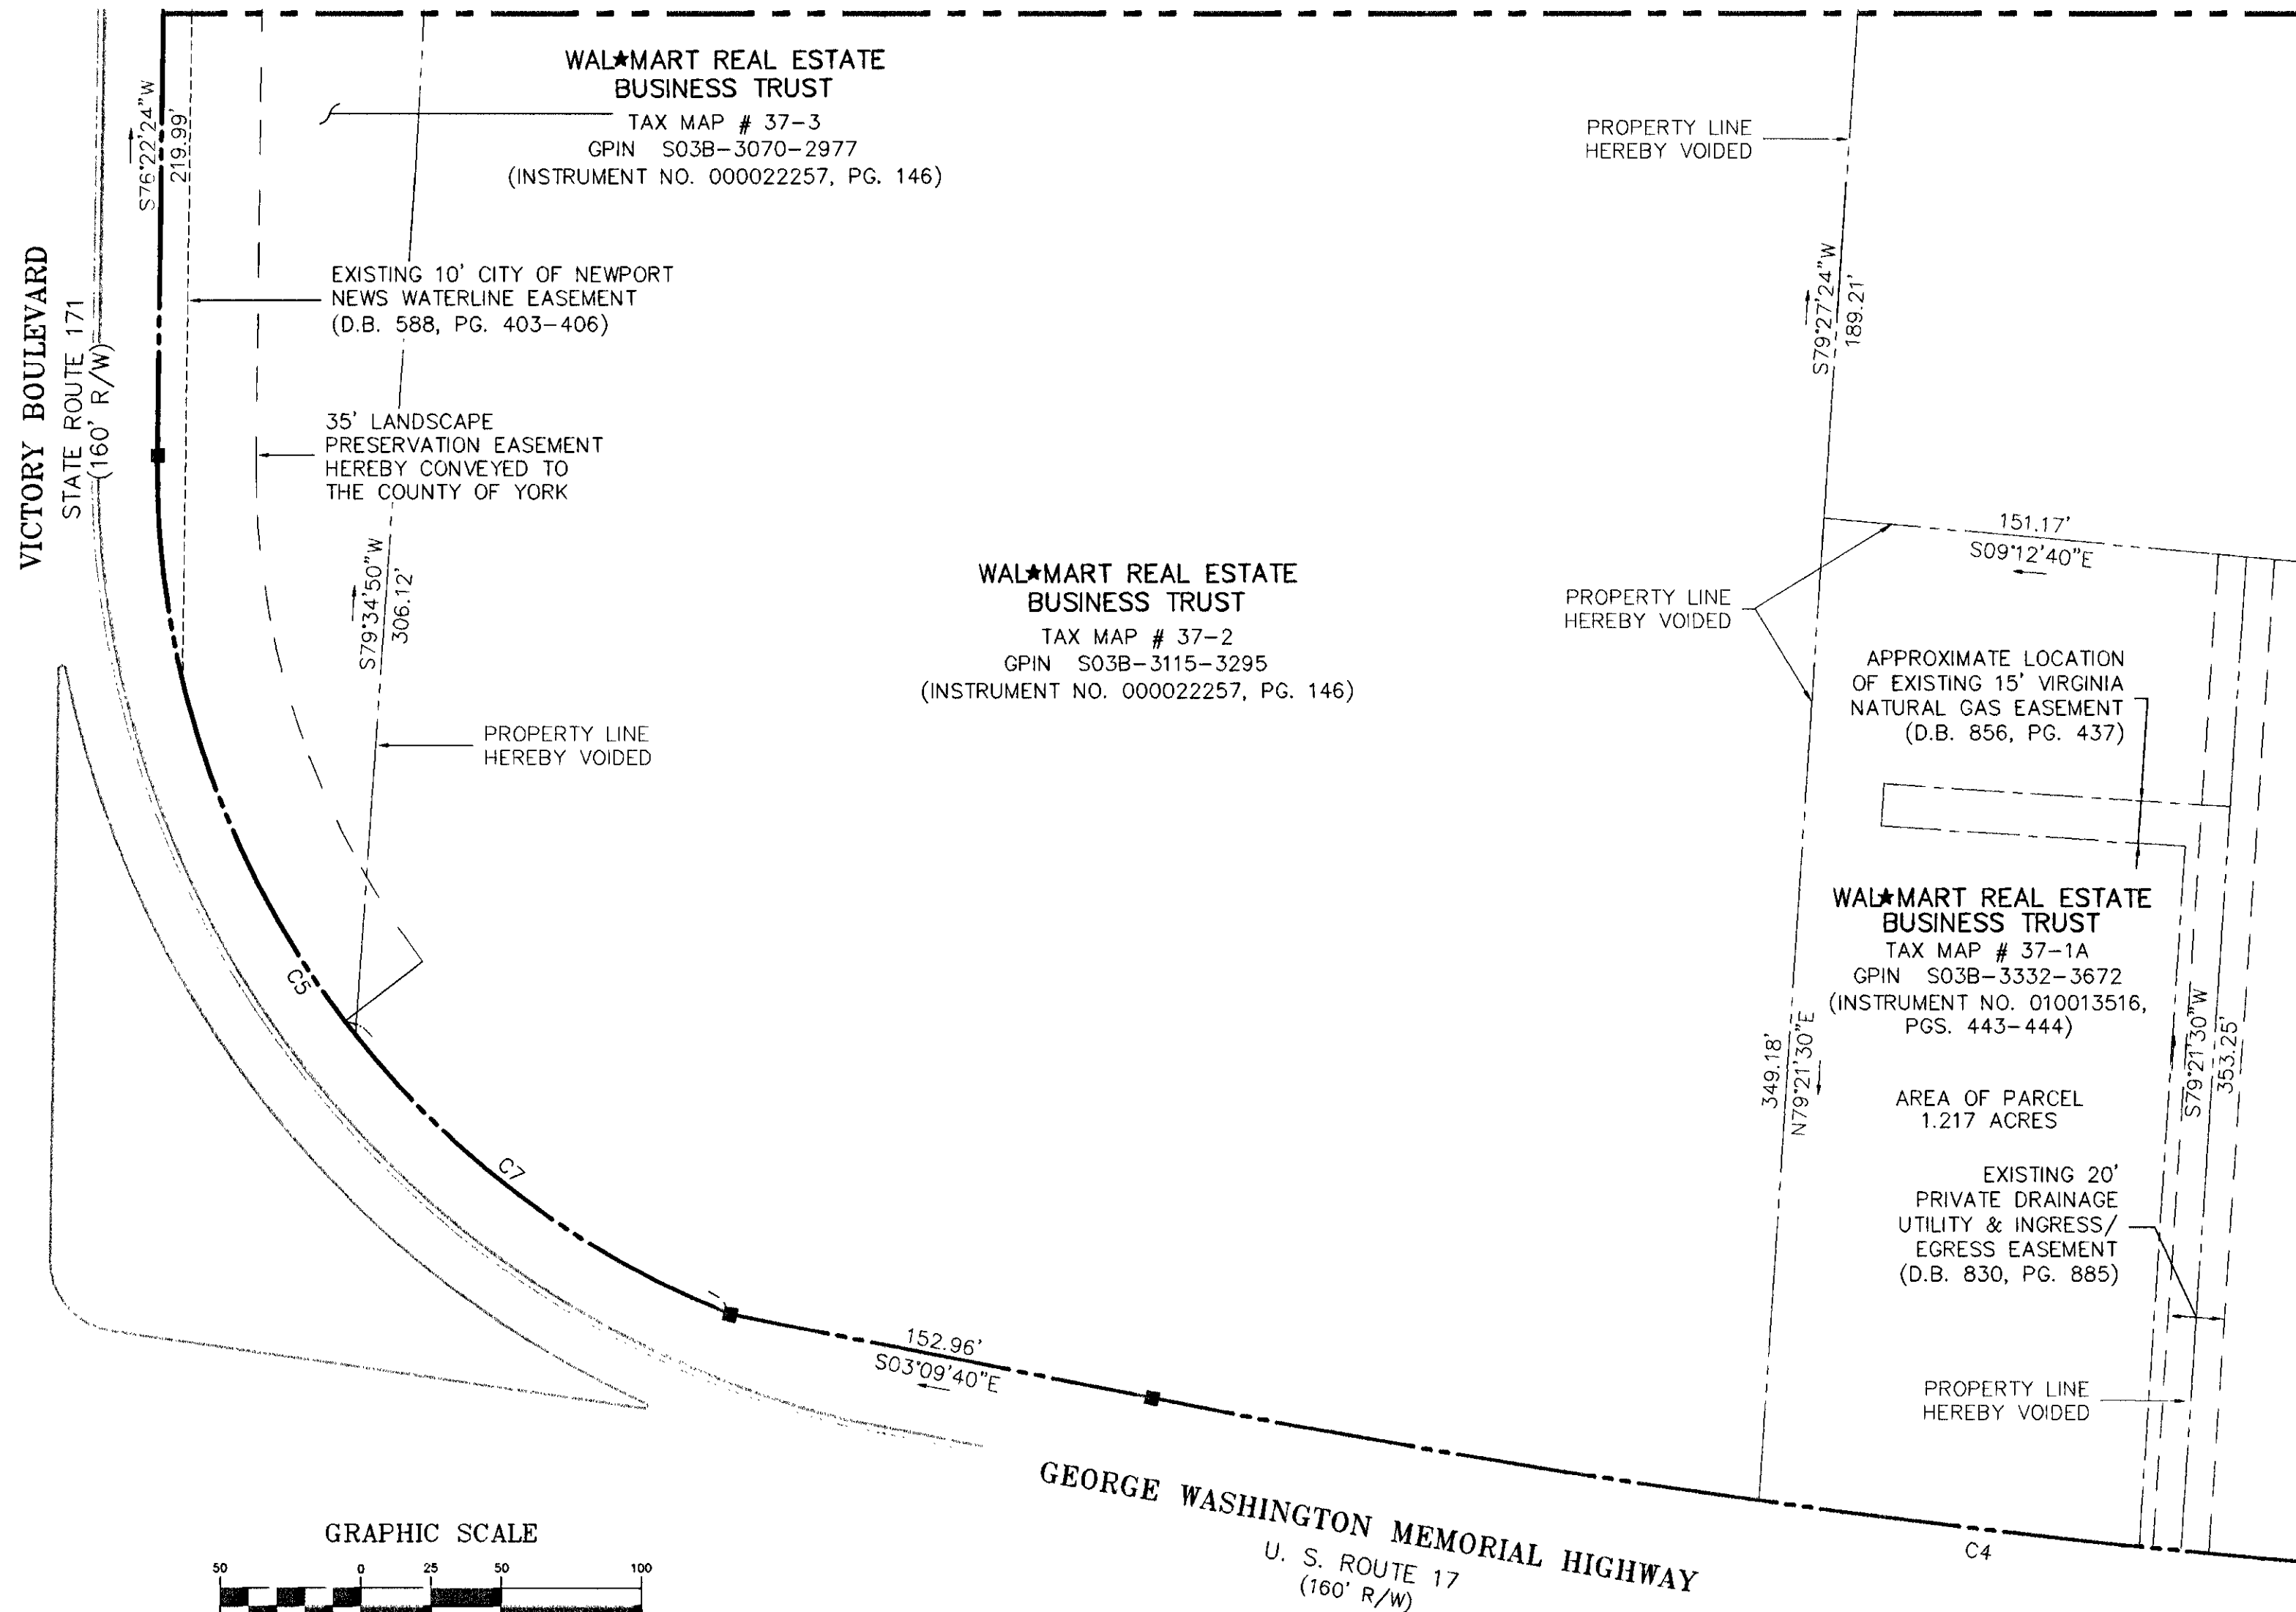 WAL★MART REAL ESTATE
BUSINESS TRUST
TAX MAP # 37-3
GPIN S03B-3070-2977
(INSTRUMENT NO. 000022257, PG. 146)
S76°22'24"W
219.99'
VICTORY BOULEVARD
STATE ROUTE 171
(160' R/W)
EXISTING 10' CITY OF NEWPORT
NEWS WATERLINE EASEMENT
(D.B. 588, PG. 403-406)
35' LANDSCAPE
PRESERVATION EASEMENT
HEREBY CONVEYED TO
THE COUNTY OF YORK
S79°34'50"W
306.12'
PROPERTY LINE
HEREBY VOIDED
WAL★MART REAL ESTATE
BUSINESS TRUST
TAX MAP # 37-2
GPIN S03B-3115-3295
(INSTRUMENT NO. 000022257, PG. 146)
PROPERTY LINE
HEREBY VOIDED
S79°27'24"W
189.21'
151.17'
S09°12'40"E
PROPERTY LINE
HEREBY VOIDED
APPROXIMATE LOCATION
OF EXISTING 15' VIRGINIA
NATURAL GAS EASEMENT
(D.B. 856, PG. 437)
WAL★MART REAL ESTATE
BUSINESS TRUST
TAX MAP # 37-1A
GPIN S03B-3332-3672
(INSTRUMENT NO. 010013516,
PGS. 443-444)
AREA OF PARCEL
1.217 ACRES
349.18'
N79°21'30"E
S79°21'30"W
353.25'
EXISTING 20'
PRIVATE DRAINAGE
UTILITY & INGRESS/
EGRESS EASEMENT
(D.B. 830, PG. 885)
PROPERTY LINE
HEREBY VOIDED
C5
C7
152.96'
S03°09'40"E
C4
GEORGE WASHINGTON MEMORIAL HIGHWAY
U. S. ROUTE 17
(160' R/W)
GRAPHIC SCALE
50 0 25 50 100